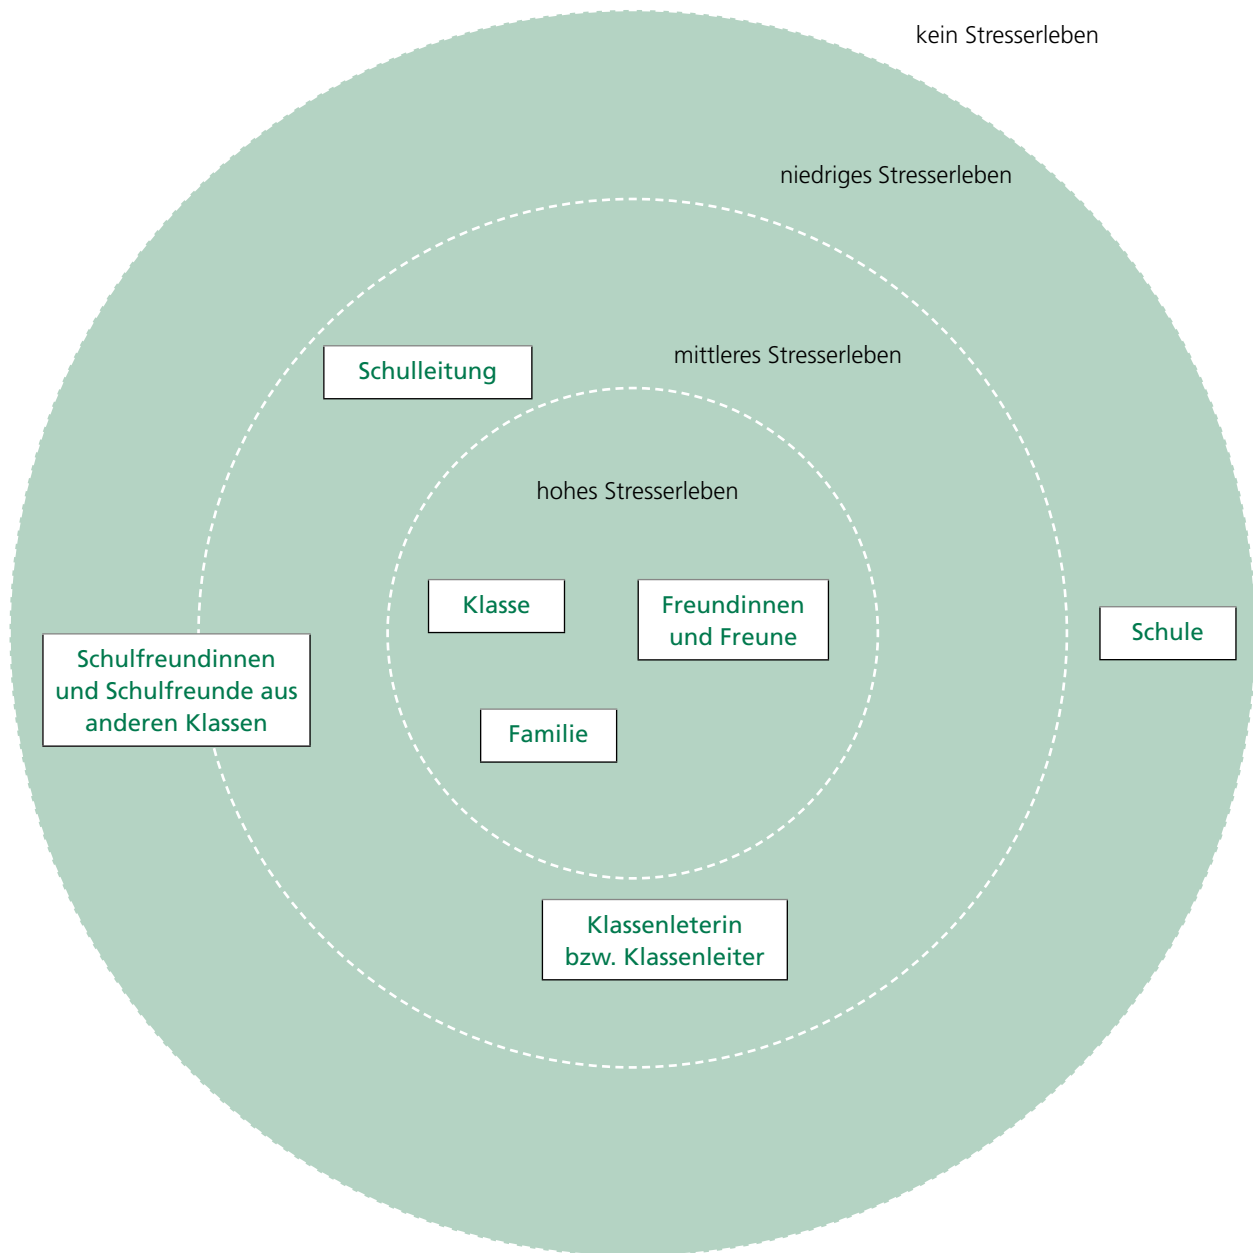 kein Stresserleben
niedriges Stresserleben
mittleres Stresserleben
Schulleitung
hohes Stresserleben
Klasse
Freundinnen
und Freune
Schule
Schulfreundinnen
und Schulfreunde aus
anderen Klassen
Familie
Klassenleterin
bzw. Klassenleiter